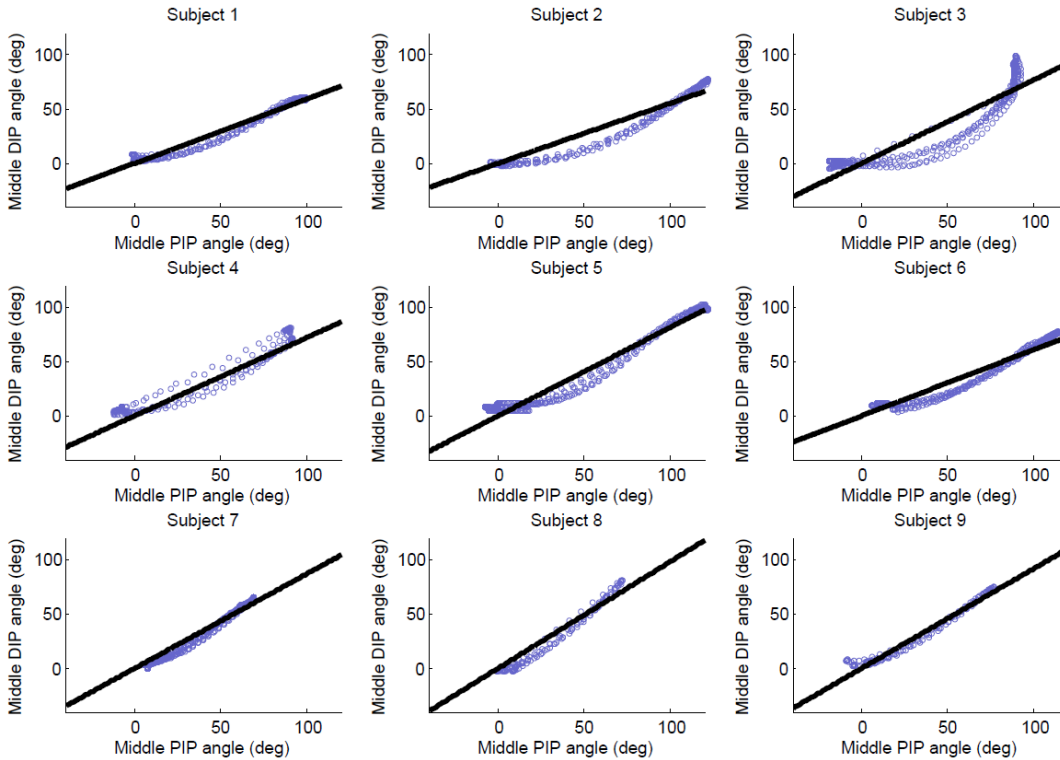 Subject 1
Subject 2
Subject 3
Middle DIP angle (deg)
100
50
0
0
50
100
Middle PIP angle (deg)
Middle DIP angle (deg)
100
50
0
0
50
100
Middle PIP angle (deg)
Middle DIP angle (deg)
100
50
0
0
50
100
Middle PIP angle (deg)
Subject 4
Subject 5
Subject 6
Middle DIP angle (deg)
100
50
0
0
50
100
Middle PIP angle (deg)
Middle DIP angle (deg)
100
50
0
0
50
100
Middle PIP angle (deg)
Middle DIP angle (deg)
100
50
0
0
50
100
Middle PIP angle (deg)
Subject 7
Subject 8
Subject 9
Middle DIP angle (deg)
100
50
0
0
50
100
Middle PIP angle (deg)
Middle DIP angle (deg)
100
50
0
0
50
100
Middle PIP angle (deg)
Middle DIP angle (deg)
100
50
0
0
50
100
Middle PIP angle (deg)